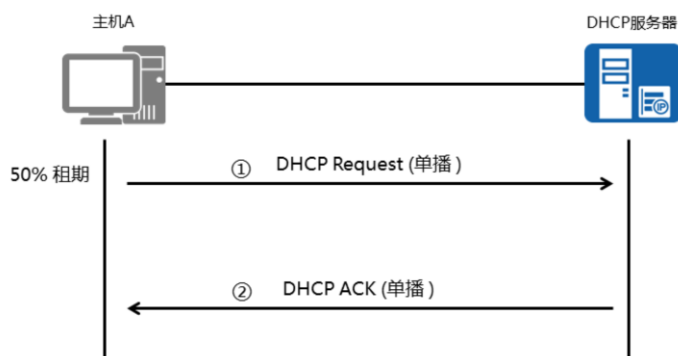 主机A
DHCP服务器
IP
50% 租期
① DHCP Request (单播 )
② DHCP ACK (单播 )